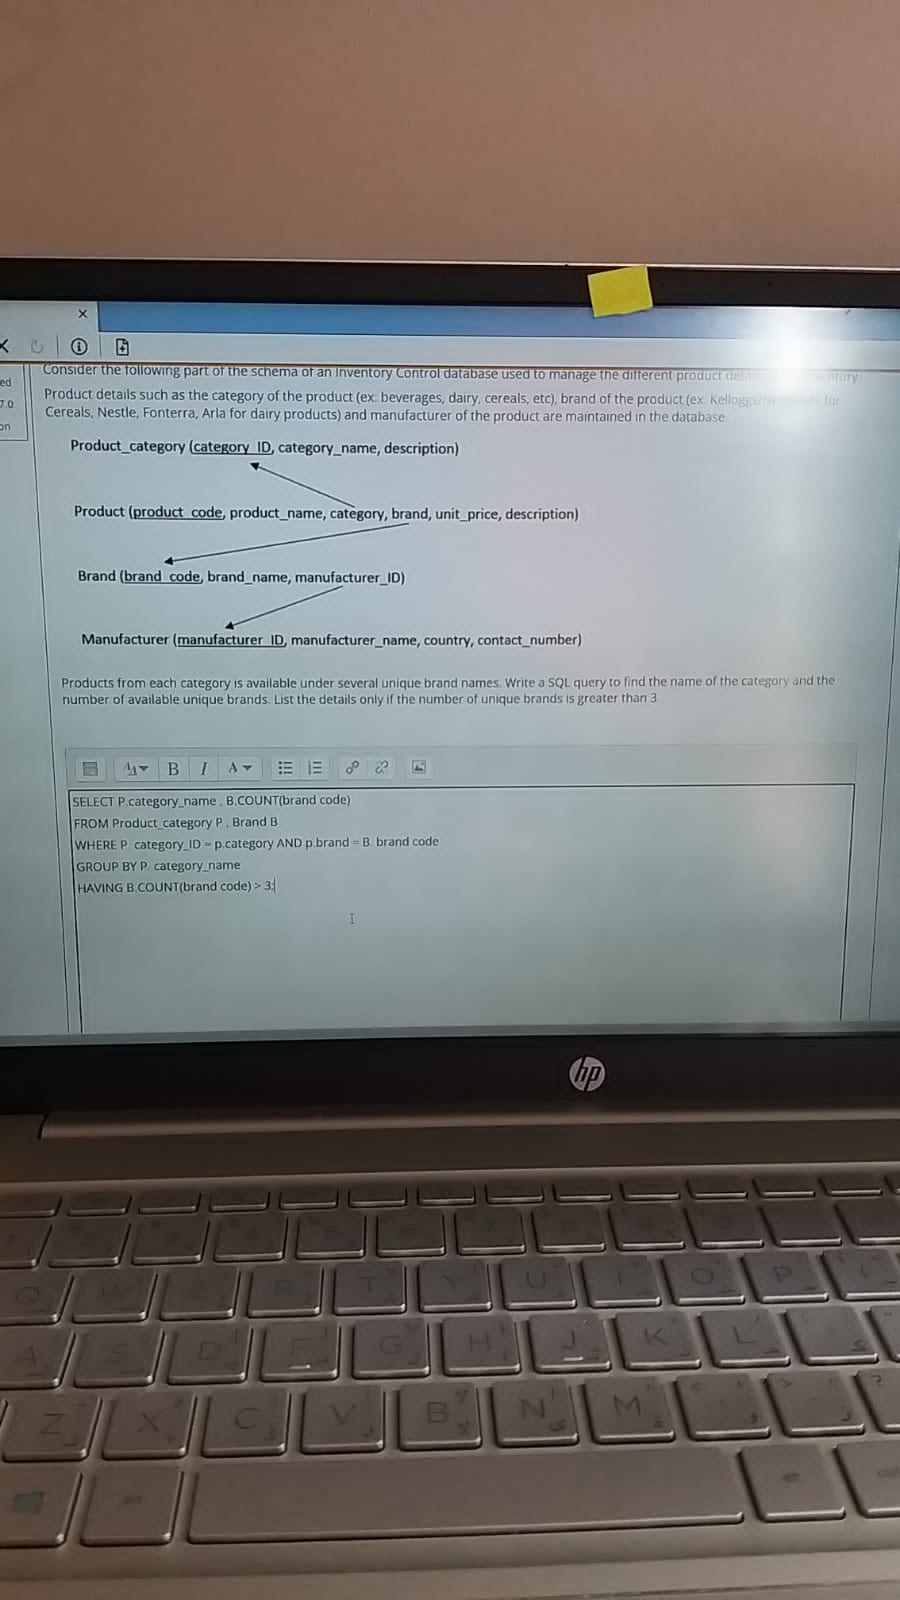 ed
7.0
on
Consider the following part of the schema of an Inventory Control database used to manage the different product
Product details such as the category of the product (ex: beverages, dairy, cereals, etc), brand of the product (ex: for
Cereals, Nestle, Fonterra, Arla for dairy products) and manufacturer of the product are maintained in the database.
Product_category (category_ID, category_name, description)
Product (product_code, product_name, category, brand, unit_price, description)
Brand (brand_code, brand_name, manufacturer_ID)
Manufacturer (manufacturer_ID, manufacturer_name, country, contact_number)
Products from each category is available under several unique brand names. Write a SQL query to find the name of the category and the
number of available unique brands. List the details only if the number of unique brands is greater than 3.
B I A
SELECT P.category_name , B.COUNT(brand code)
FROM Product_category P , Brand B
WHERE P. category_ID = p.category AND p.brand = B. brand code
GROUP BY P. category_name
HAVING B.COUNT(brand code) > 3;
hp
T Y U I O P
A S D F G H J K L
Z X C V B N M